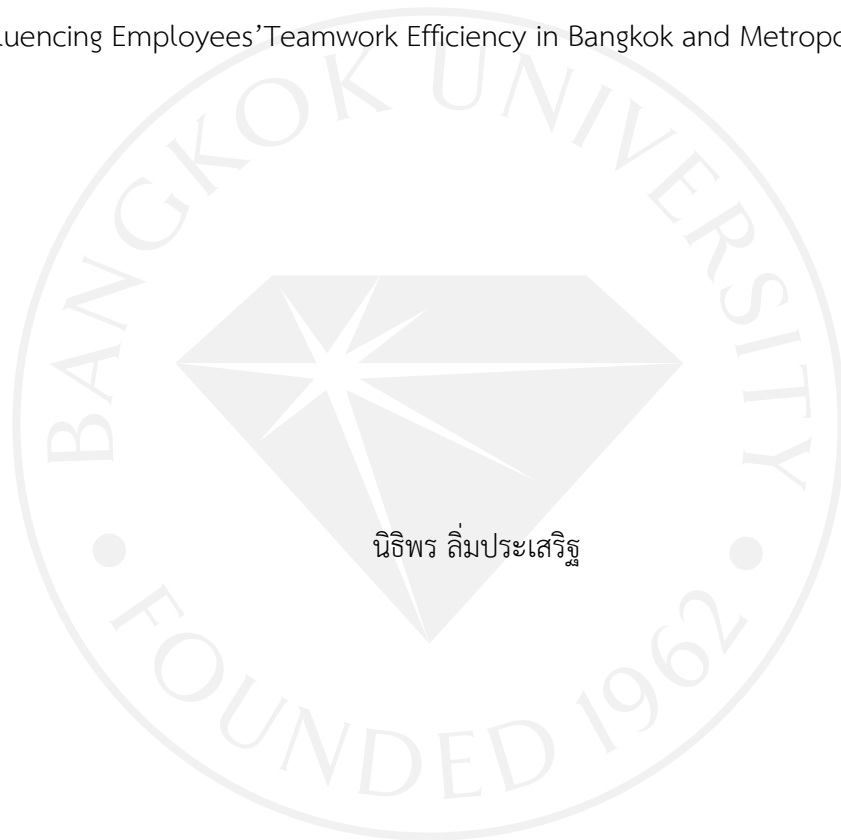 luencing Employees’Teamwork Efficiency in Bangkok and Metropo
BANGKOK UNIVERSITY
นิธิพร ลิ่มประเสริฐ
• FOUNDED 1962 •